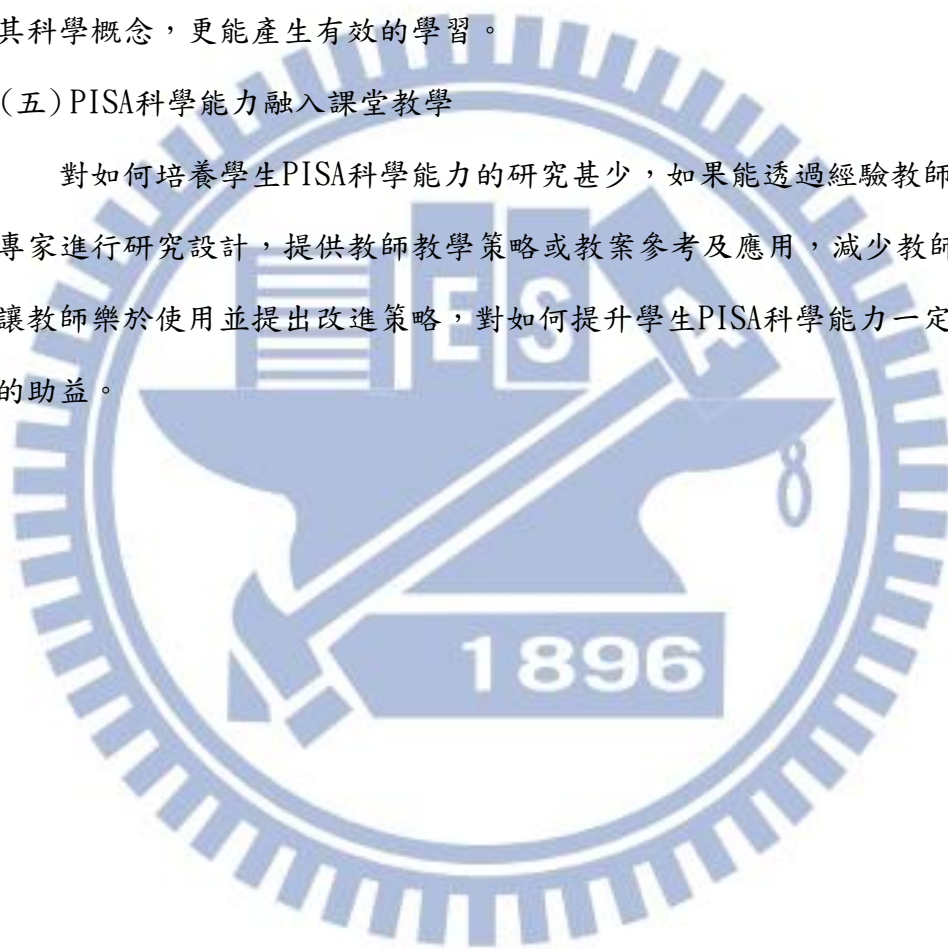 其科學概念，更能產生有效的學習。
(五)PISA科學能力融入課堂教學
對如何培養學生PISA科學能力的研究甚少，如果能透過經驗教師
專家進行研究設計，提供教師教學策略或教案參考及應用，減少教師
讓教師樂於使用並提出改進策略，對如何提升學生PISA科學能力一定
的助益。
E S A
1896